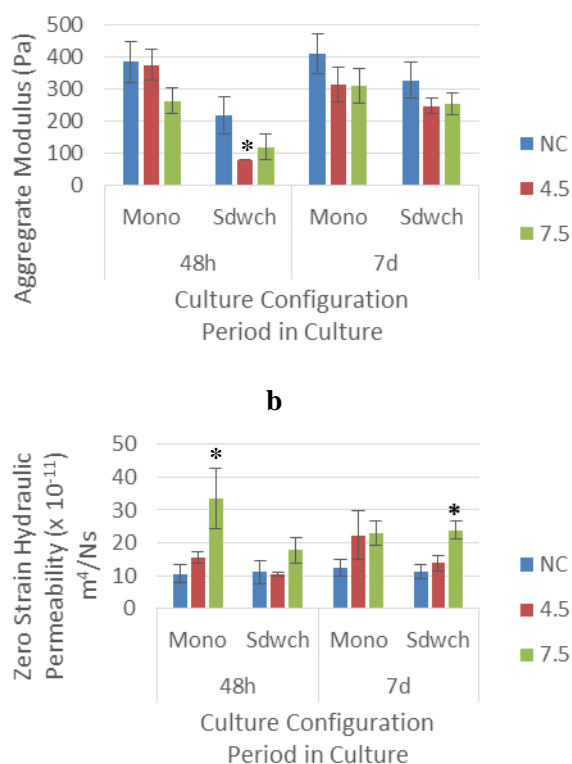 Aggregrate Modulus (Pa)
500
400
300
200
100
0
*
Mono Sdwch Mono Sdwch
48h 7d
Culture Configuration
Period in Culture
NC
4.5
7.5
b
Zero Strain Hydraulic
Permeability (x 10⁻¹¹
m⁴/Ns
50
40
30
20
10
0
* *
Mono Sdwch Mono Sdwch
48h 7d
Culture Configuration
Period in Culture
NC
4.5
7.5